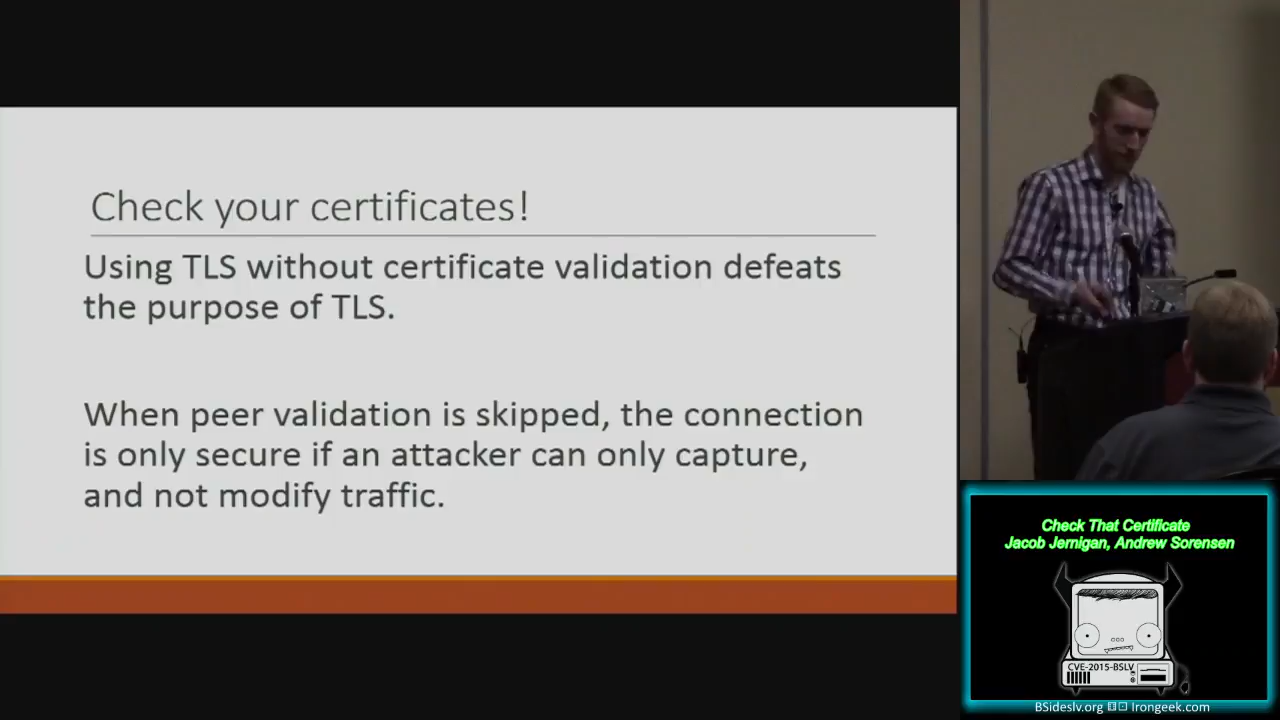 Check your certificates!
Using TLS without certificate validation defeats
the purpose of TLS.
When peer validation is skipped, the connection
is only secure if an attacker can only capture,
and not modify traffic.
Check That Certificate
Jacob Jernigan, Andrew Sorensen
CVE-2015-BSLV
BSideslv.org Irongeek.com